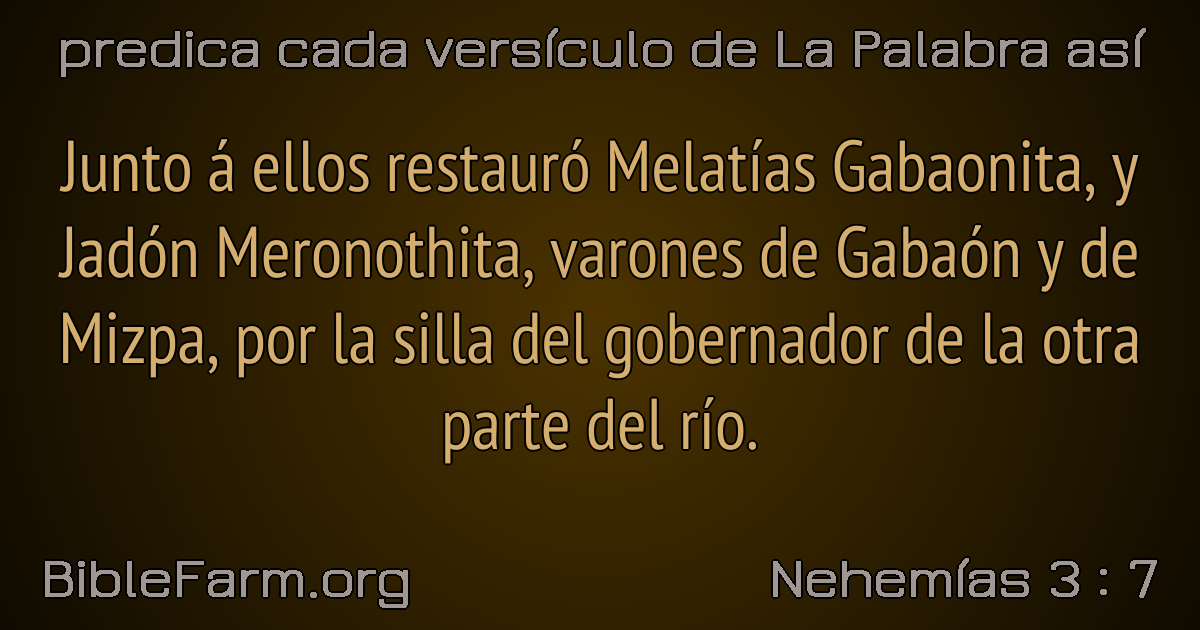 predica cada versículo de La Palabra así
Junto á ellos restauró Melatías Gabaonita, y
Jadón Meronothita, varones de Gabaón y de
Mizpa, por la silla del gobernador de la otra
parte del río.
BibleFarm.org
Nehemías 3 : 7